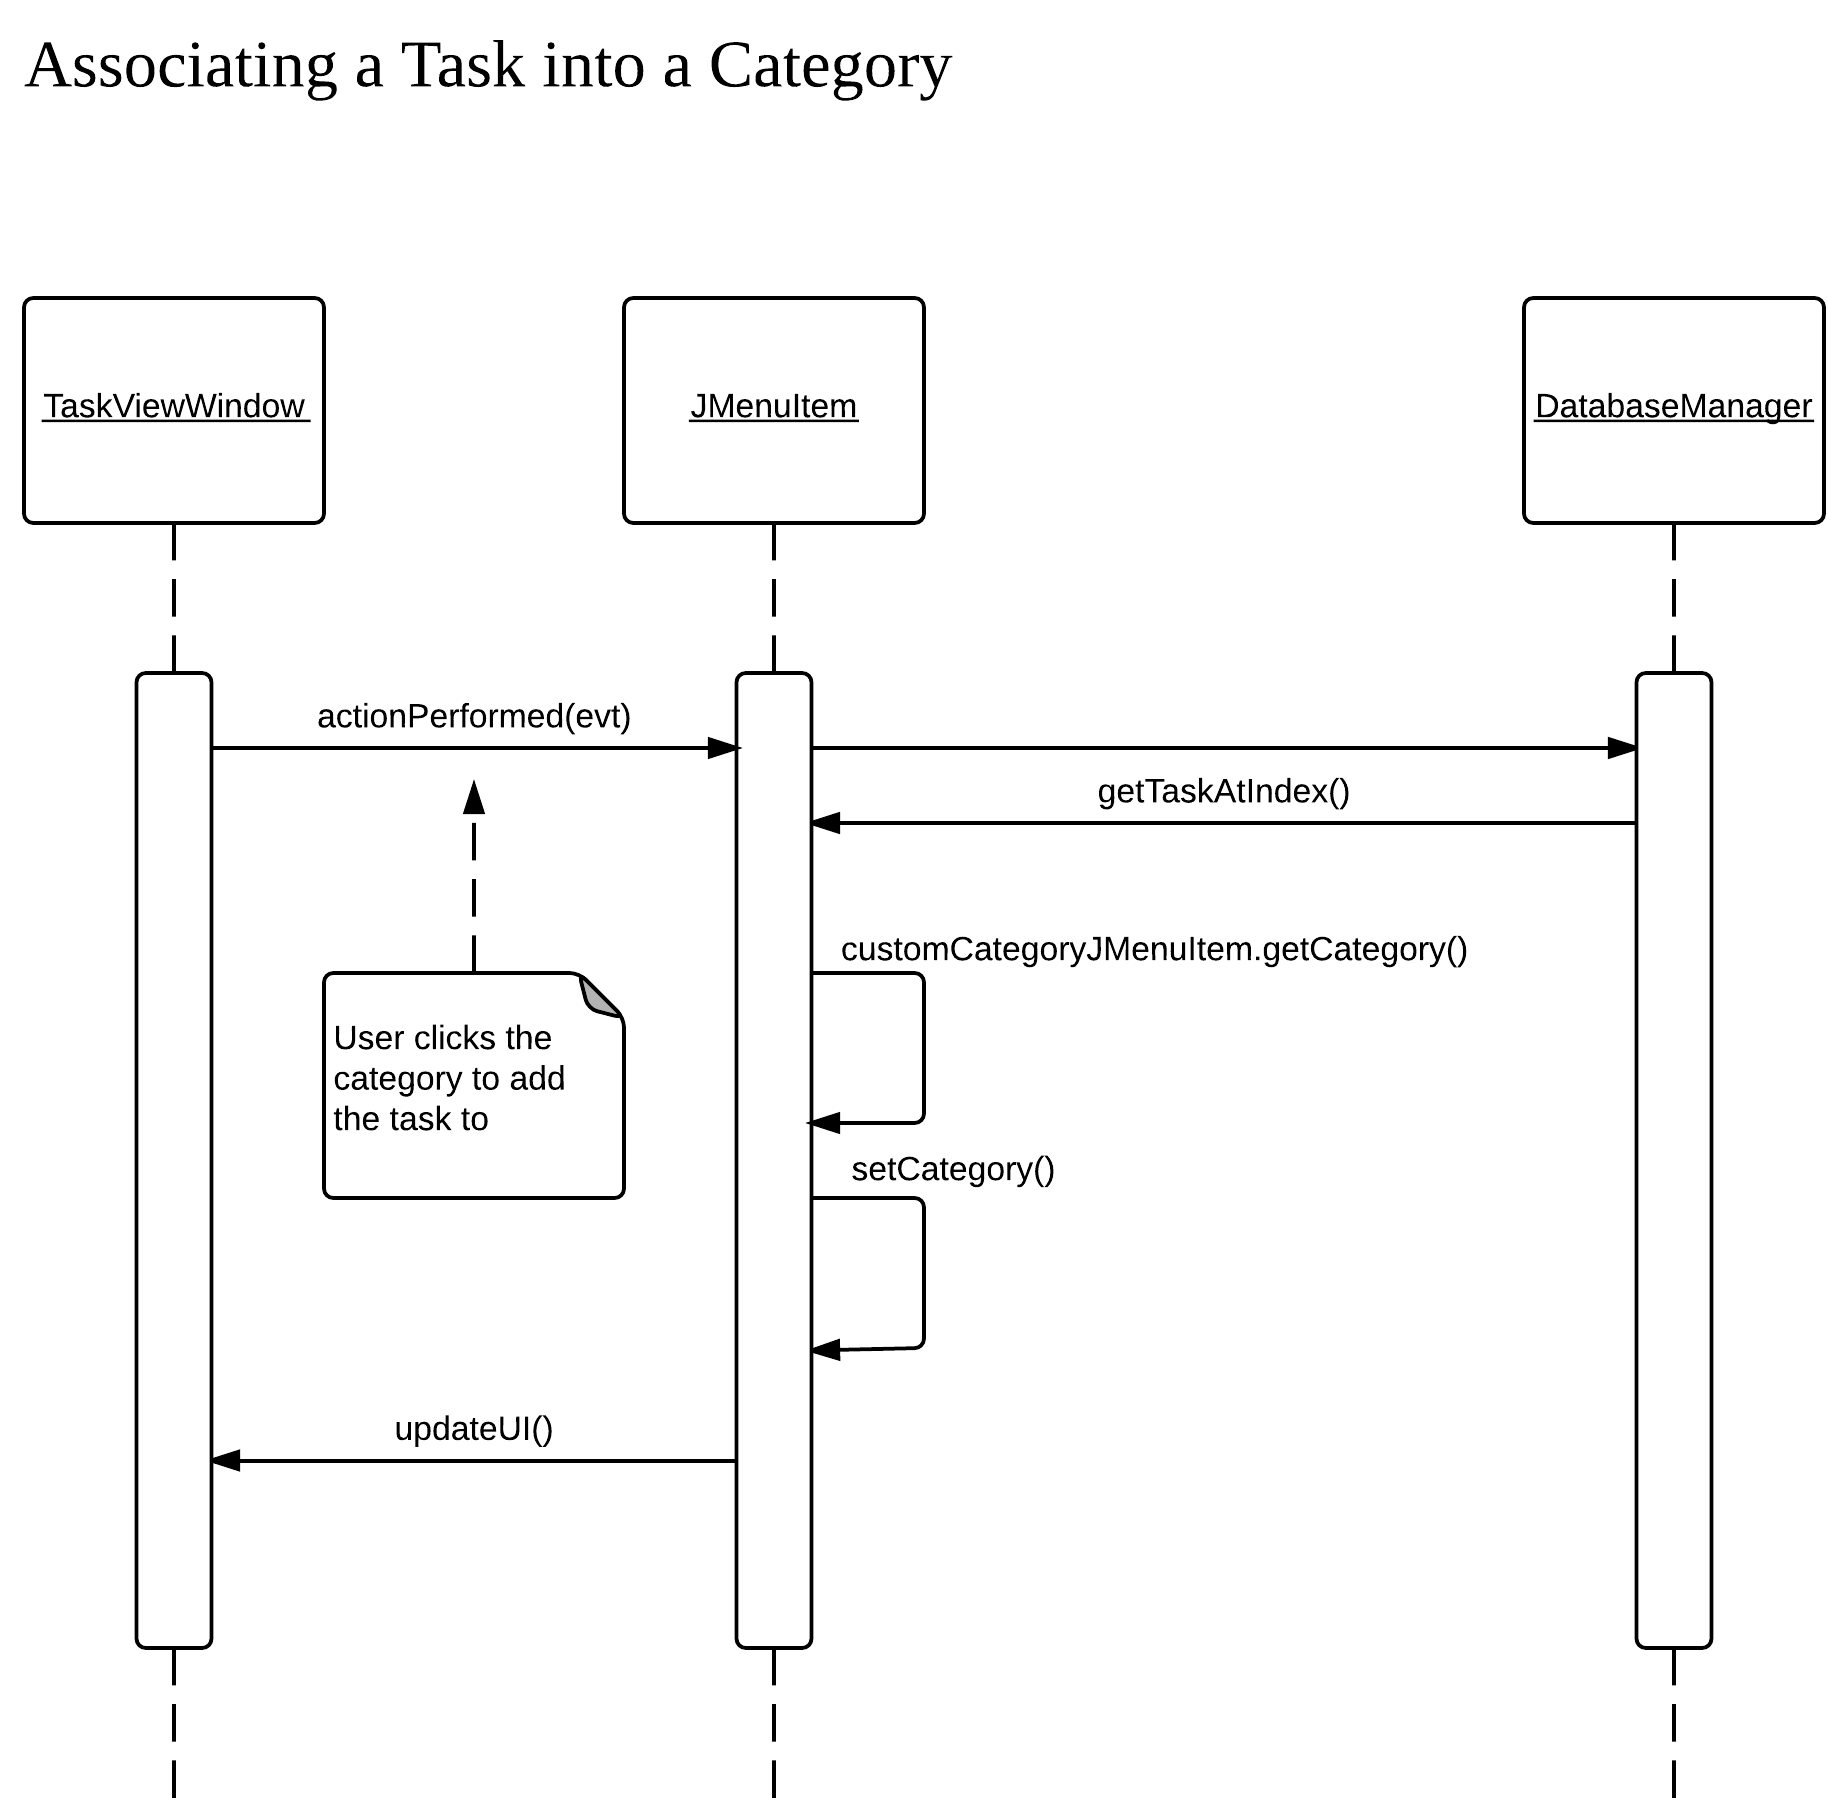 Associating a Task into a Category
TaskViewWindow
JMenuItem
DatabaseManager
actionPerformed(evt)
getTaskAtIndex()
customCategoryJMenuItem.getCategory()
User clicks the
category to add
the task to
setCategory()
updateUI()